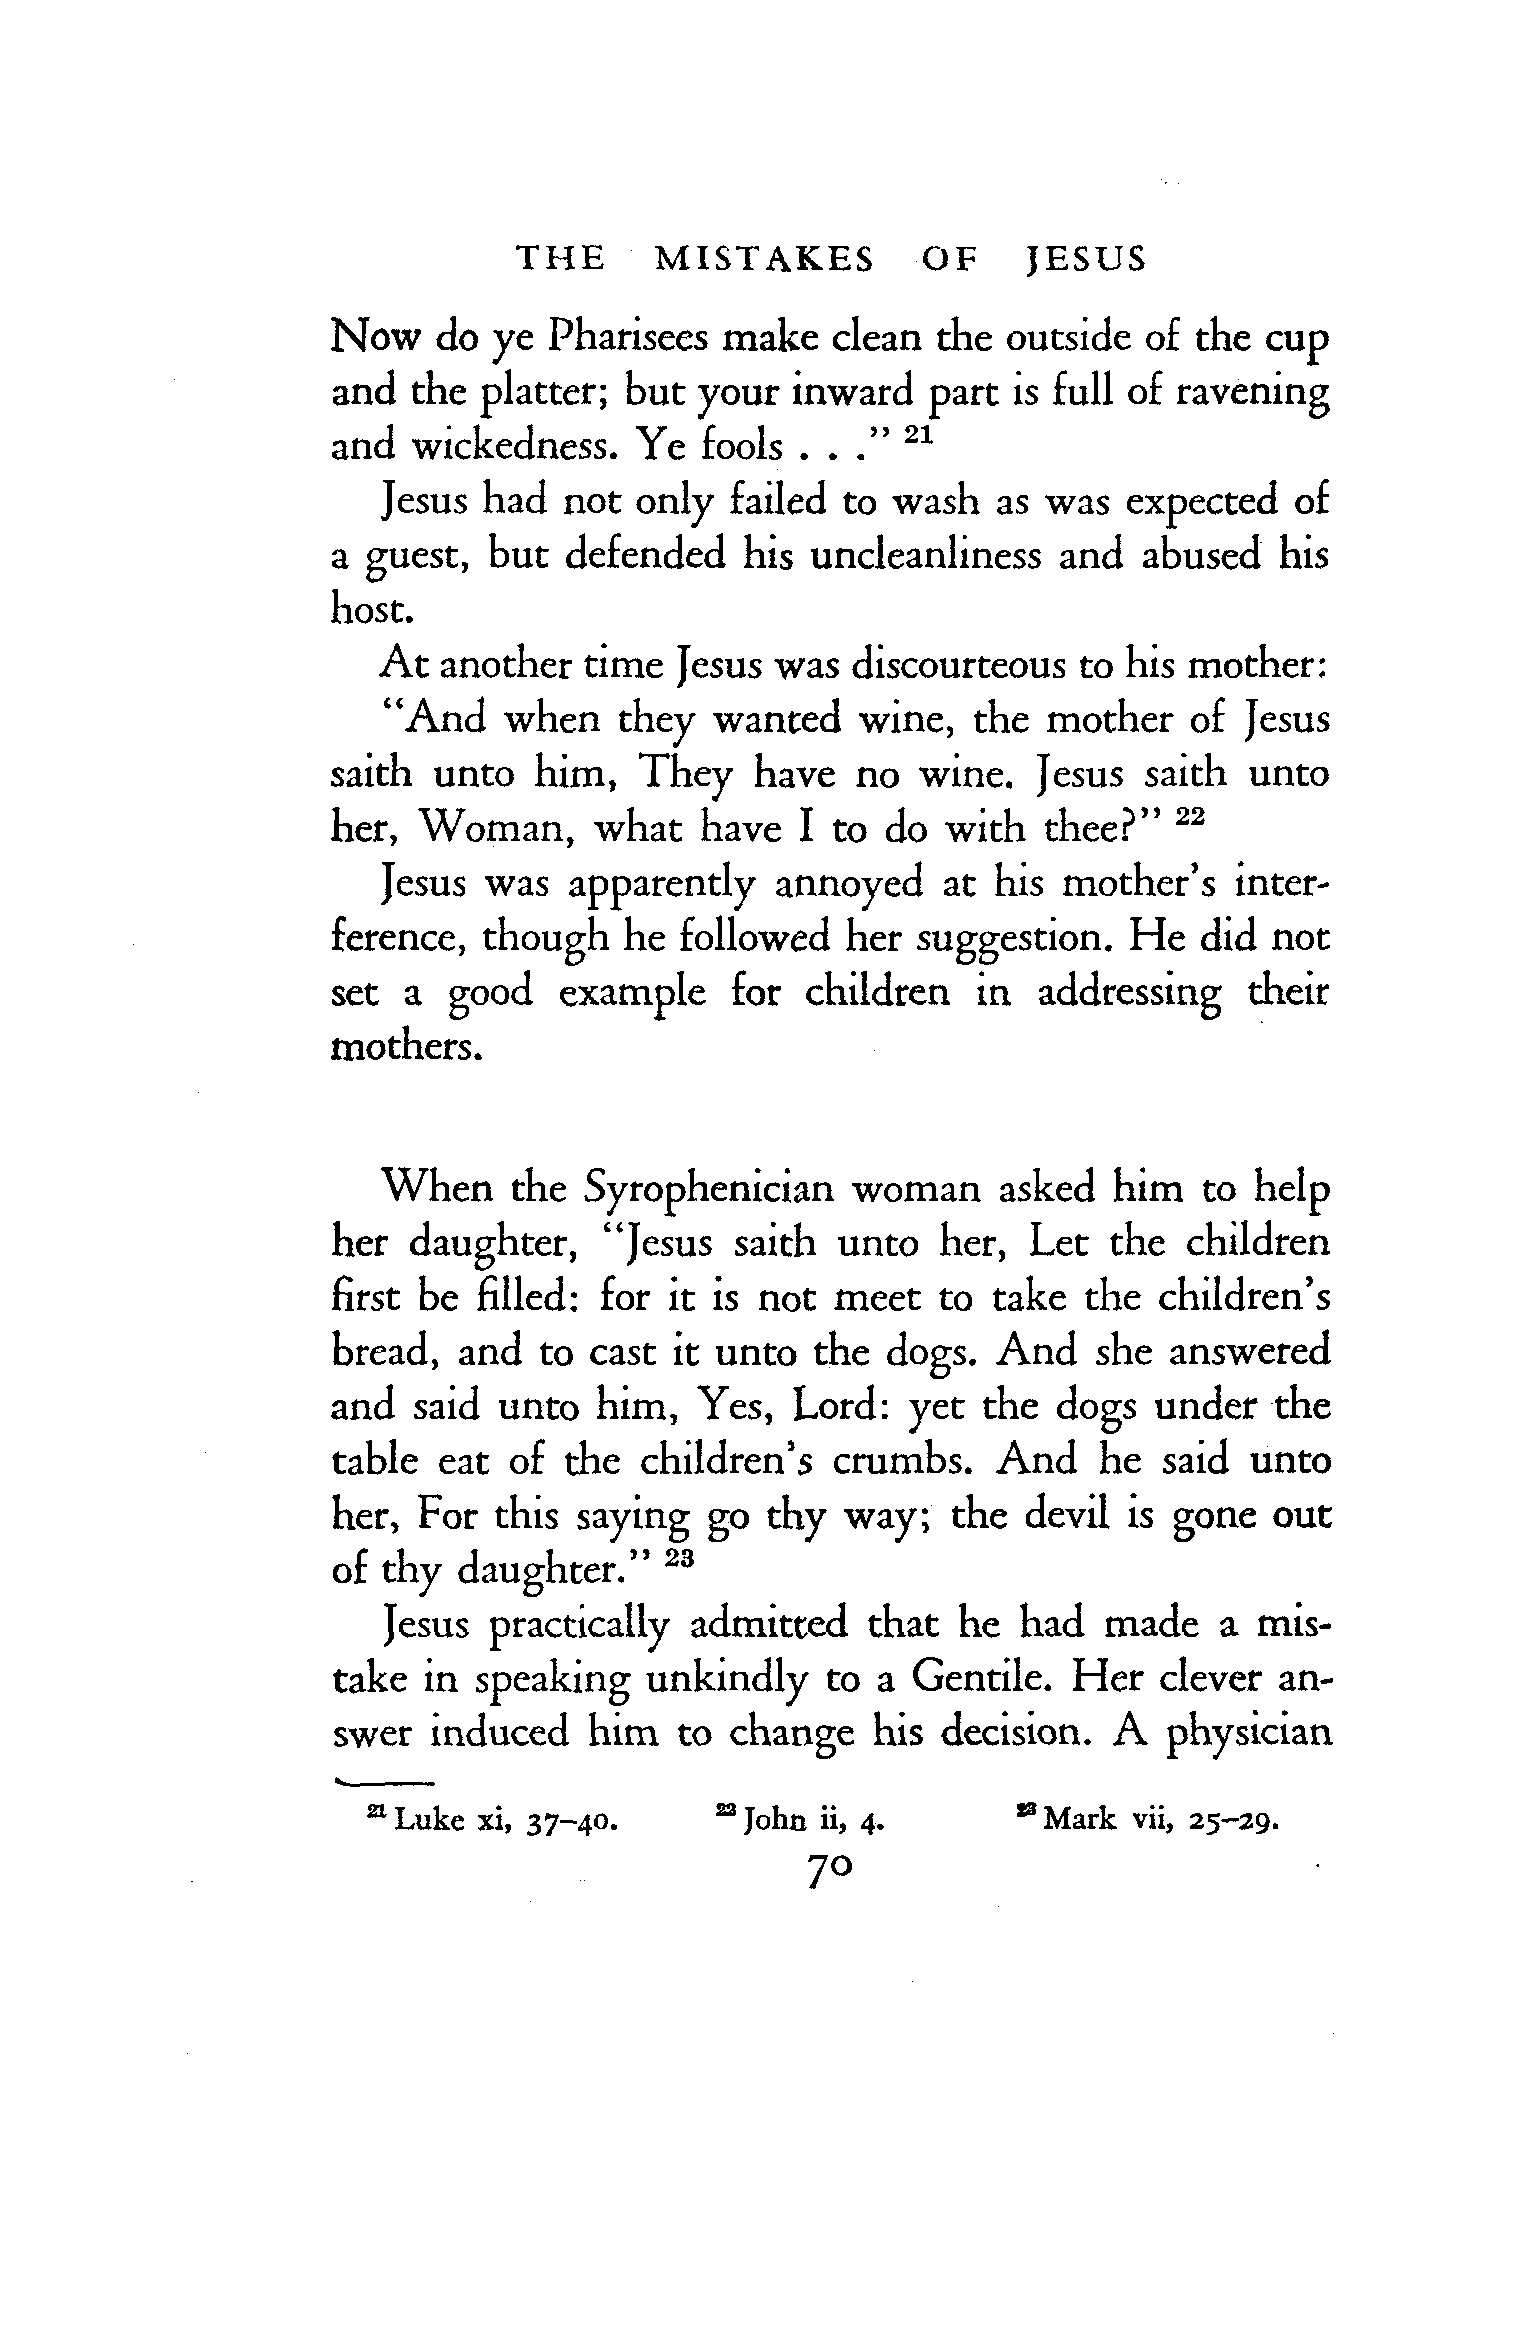 THE MISTAKES OF JESUS
Now do ye Pharisees make clean the outside of the cup
and the platter; but your inward part is full of ravening
and wickedness. Ye fools . . ." 21
Jesus had not only failed to wash as was expected of
a guest, but defended his uncleanliness and abused his
host.
At another time Jesus was discourteous to his mother:
"And when they wanted wine, the mother of Jesus
saith unto him, They have no wine. Jesus saith unto
her, Woman, what have I to do with thee?" 22
Jesus was apparently annoyed at his mother's inter-
ference, though he followed her suggestion. He did not
set a good example for children in addressing their
mothers.
When the Syrophenician woman asked him to help
her daughter, "Jesus saith unto her, Let the children
first be filled: for it is not meet to take the children's
bread, and to cast it unto the dogs. And she answered
and said unto him, Yes, Lord: yet the dogs under the
table eat of the children's crumbs. And he said unto
her, For this saying go thy way; the devil is gone out
of thy daughter." 23
Jesus practically admitted that he had made a mis-
take in speaking unkindly to a Gentile. Her clever an-
swer induced him to change his decision. A physician
21 Luke xi, 37–40. 22 John ii, 4. 23 Mark vii, 25–29.
70